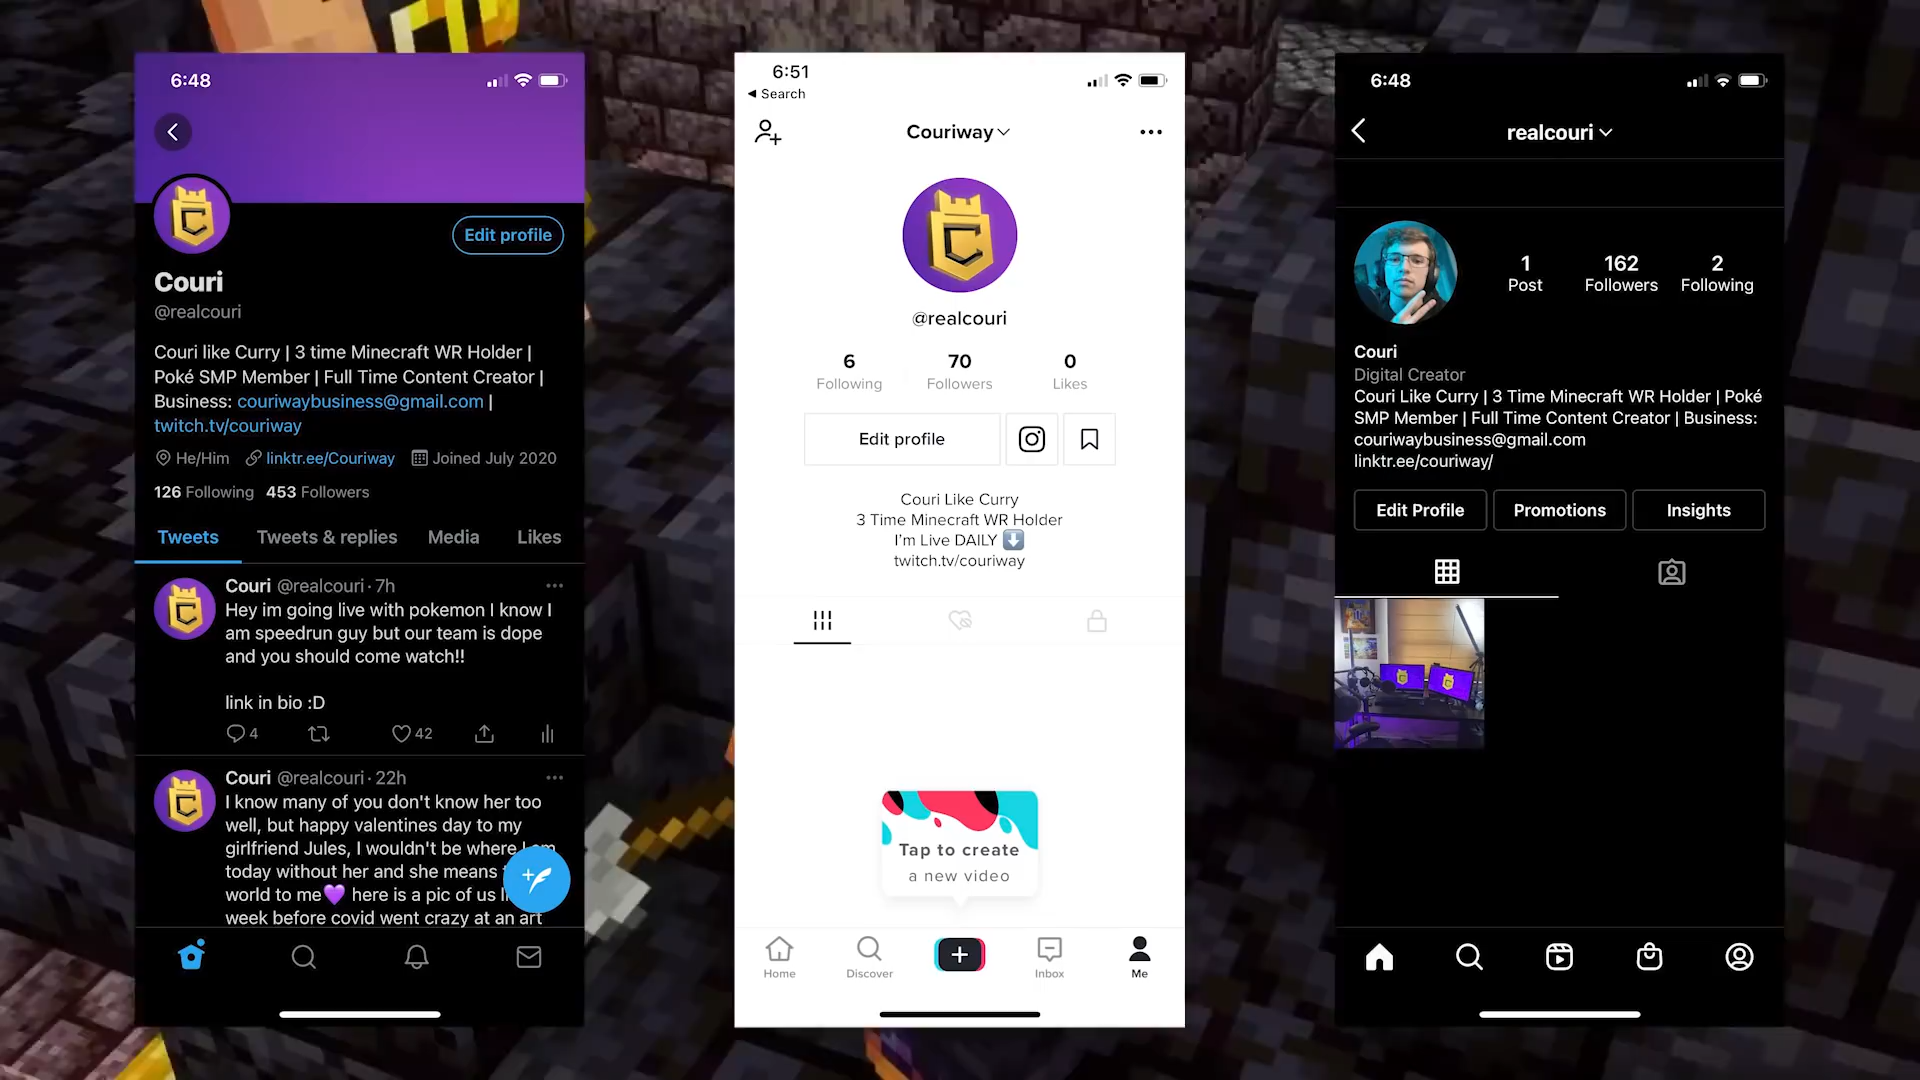 6:48
Edit profile
Couri
@realcouri
Couri like Curry | 3 time Minecraft WR Holder |
Poké SMP Member | Full Time Content Creator |
Business: couriwaybusiness@gmail.com |
twitch.tv/couriway
He/Him linktr.ee/Couriway Joined July 2020
126 Following 453 Followers
Tweets Tweets & replies Media Likes
Couri @realcouri · 7h
Hey im going live with pokemon I know I
am speedrun guy but our team is dope
and you should come watch!!
link in bio :D
4 42
Couri @realcouri · 22h
I know many of you don't know her too
well, but happy valentines day to my
girlfriend Jules, I wouldn't be where I am
today without her and she means
world to me💜 here is a pic of us
week before covid went crazy at an art
6:51
Search
Couriway
@realcouri
6 70 0
Following Followers Likes
Edit profile
Couri Like Curry
3 Time Minecraft WR Holder
I'm Live DAILY ⬇️
twitch.tv/couriway
Tap to create
a new video
Home Discover Inbox Me
6:48
realcouri
1 162 2
Post Followers Following
Couri
Digital Creator
Couri Like Curry | 3 Time Minecraft WR Holder | Poké
SMP Member | Full Time Content Creator | Business:
couriwaybusiness@gmail.com
linktr.ee/couriway/
Edit Profile Promotions Insights